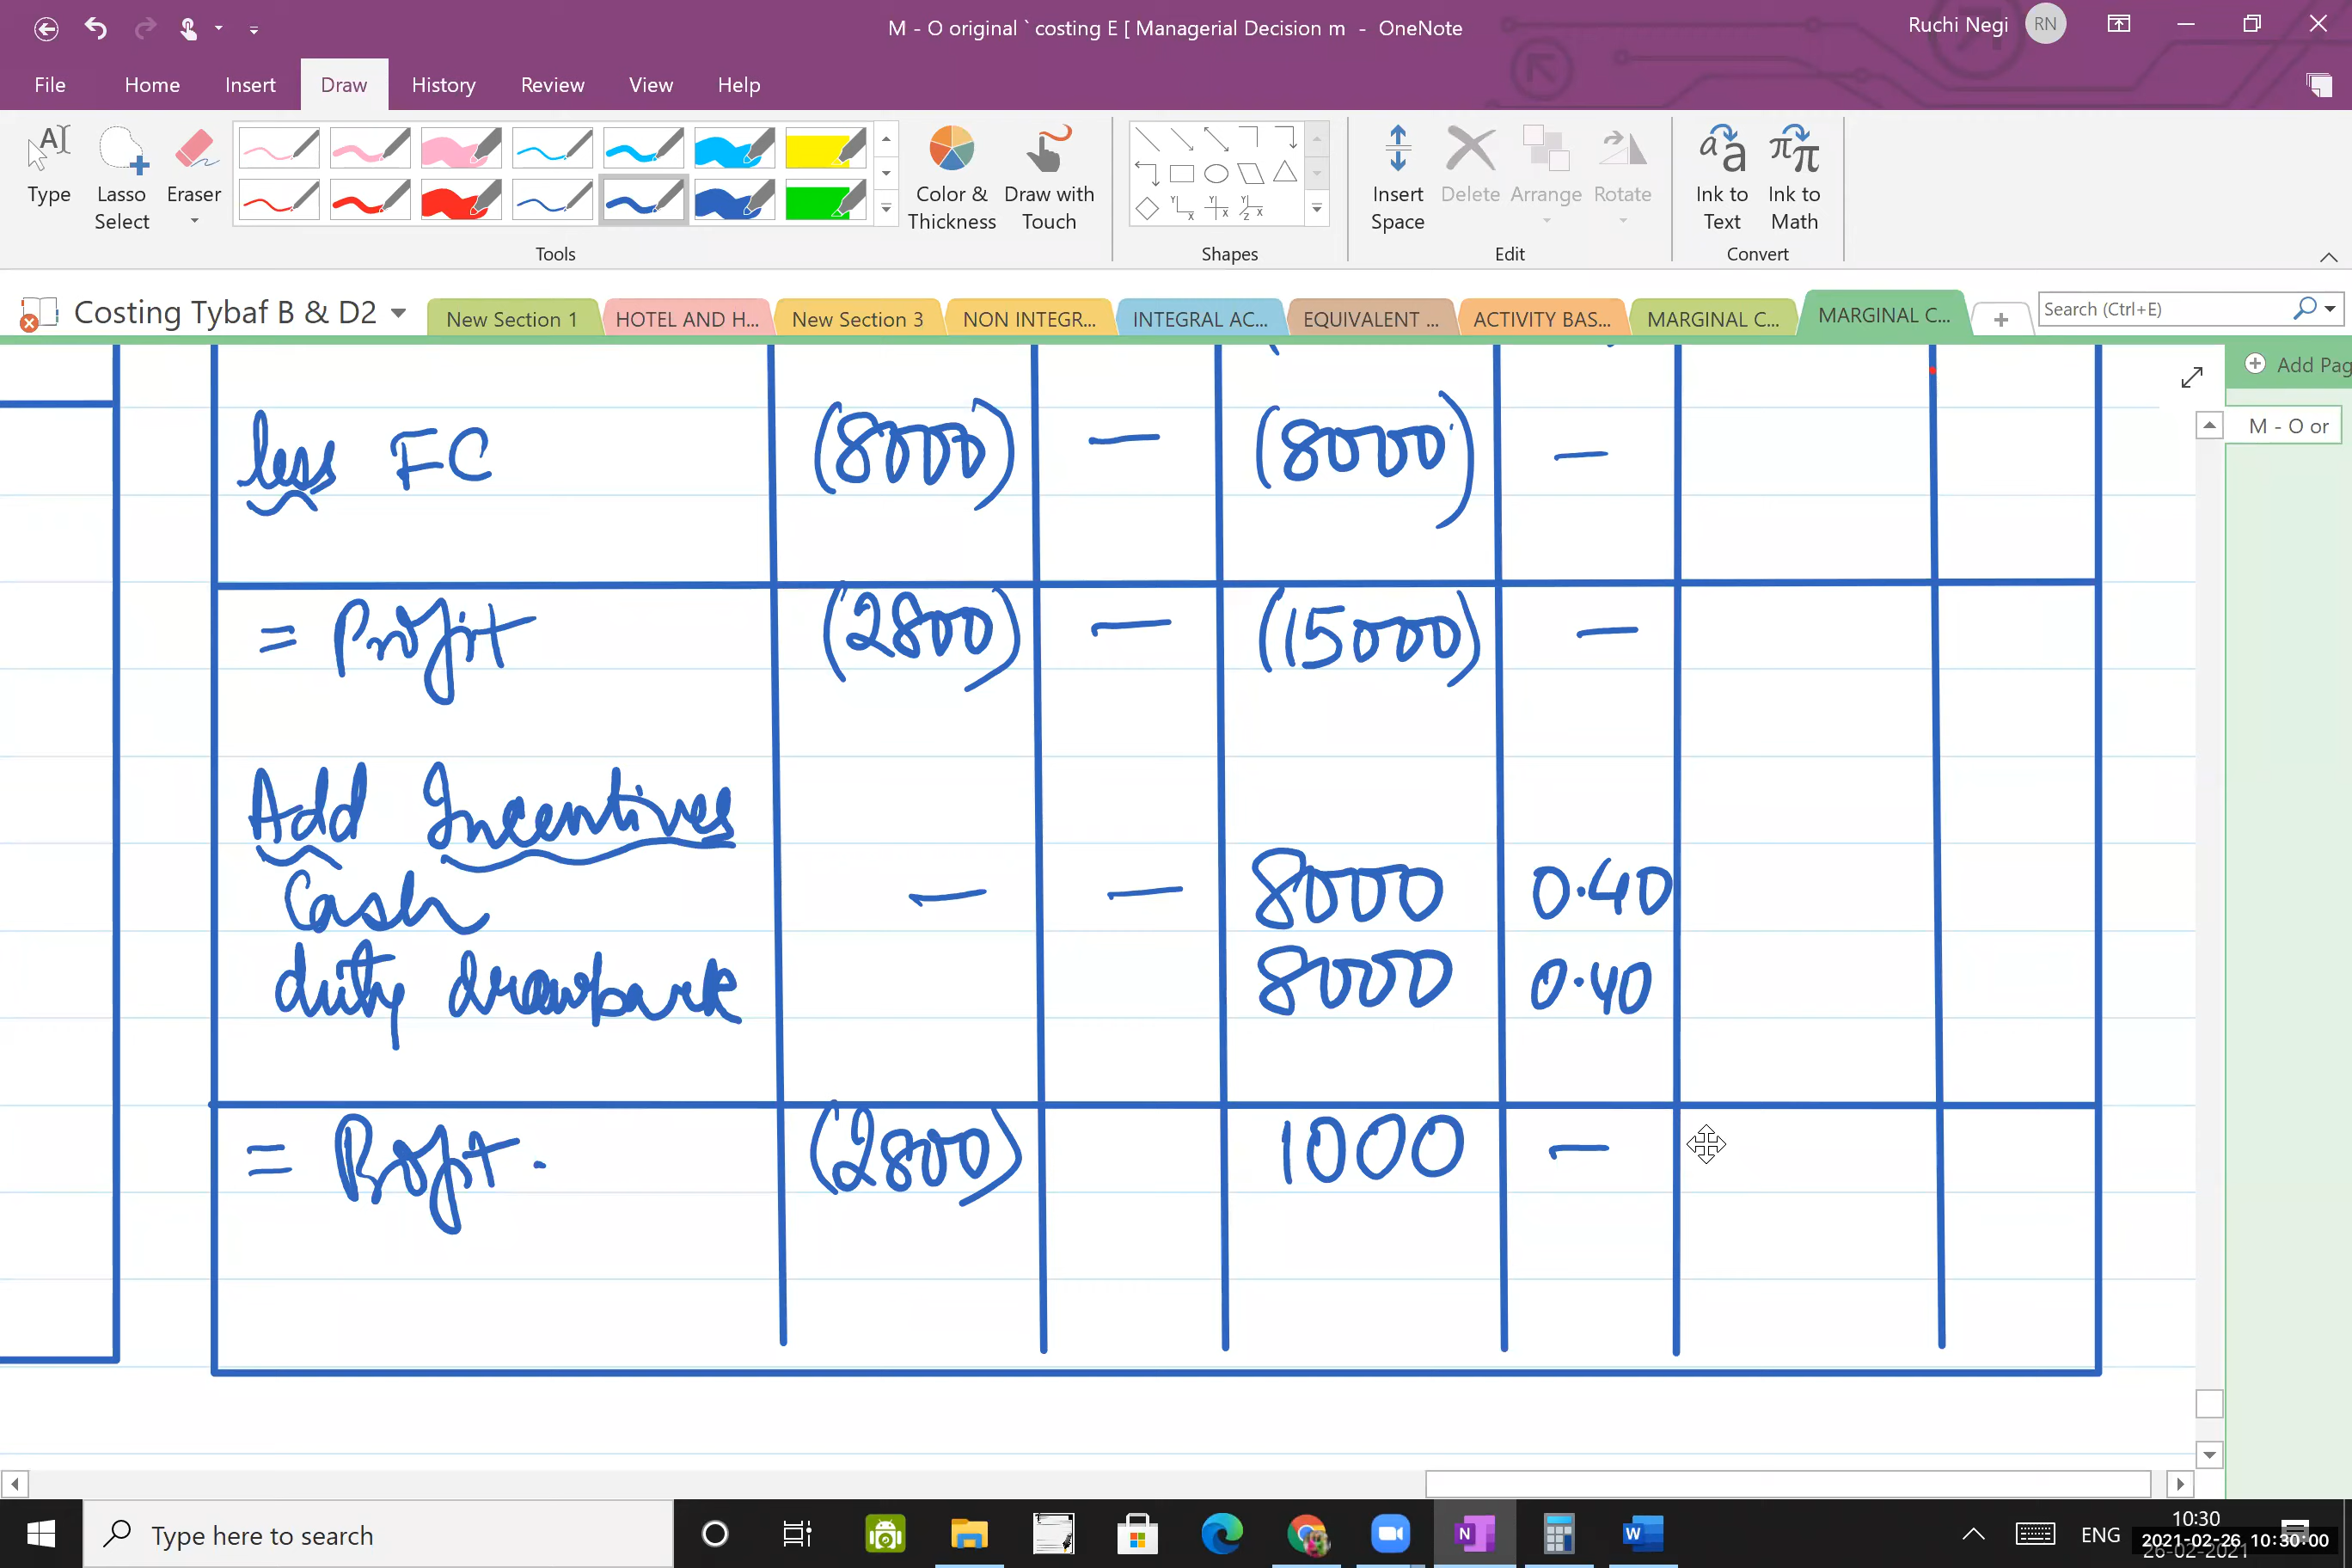 M - O original ` costing E [ Managerial Decision m - OneNote
Ruchi Negi RN
File Home Insert Draw History Review View Help
Type
Lasso Select
Eraser
Color & Thickness
Draw with Touch
Insert Space
Delete
Arrange
Rotate
Ink to Text
Ink to Math
Tools Shapes Edit Convert
Costing Tybaf B & D2
New Section 1 HOTEL AND H... New Section 3 NON INTEGR... INTEGRAL AC... EQUIVALENT ... ACTIVITY BAS... MARGINAL C... MARGINAL C... +
Search (Ctrl+E)
Add Pag
M - O or
less FC (8000) — (8000) —
= Profit (2800) — (15000) —
Add Incentives
Cash — — 8000 0.40
duty drawback 8000 0.40
= Profit. (2800) 1000 —
Type here to search
ENG
10:30
26-02-2021
2021-02-26 10:30:00